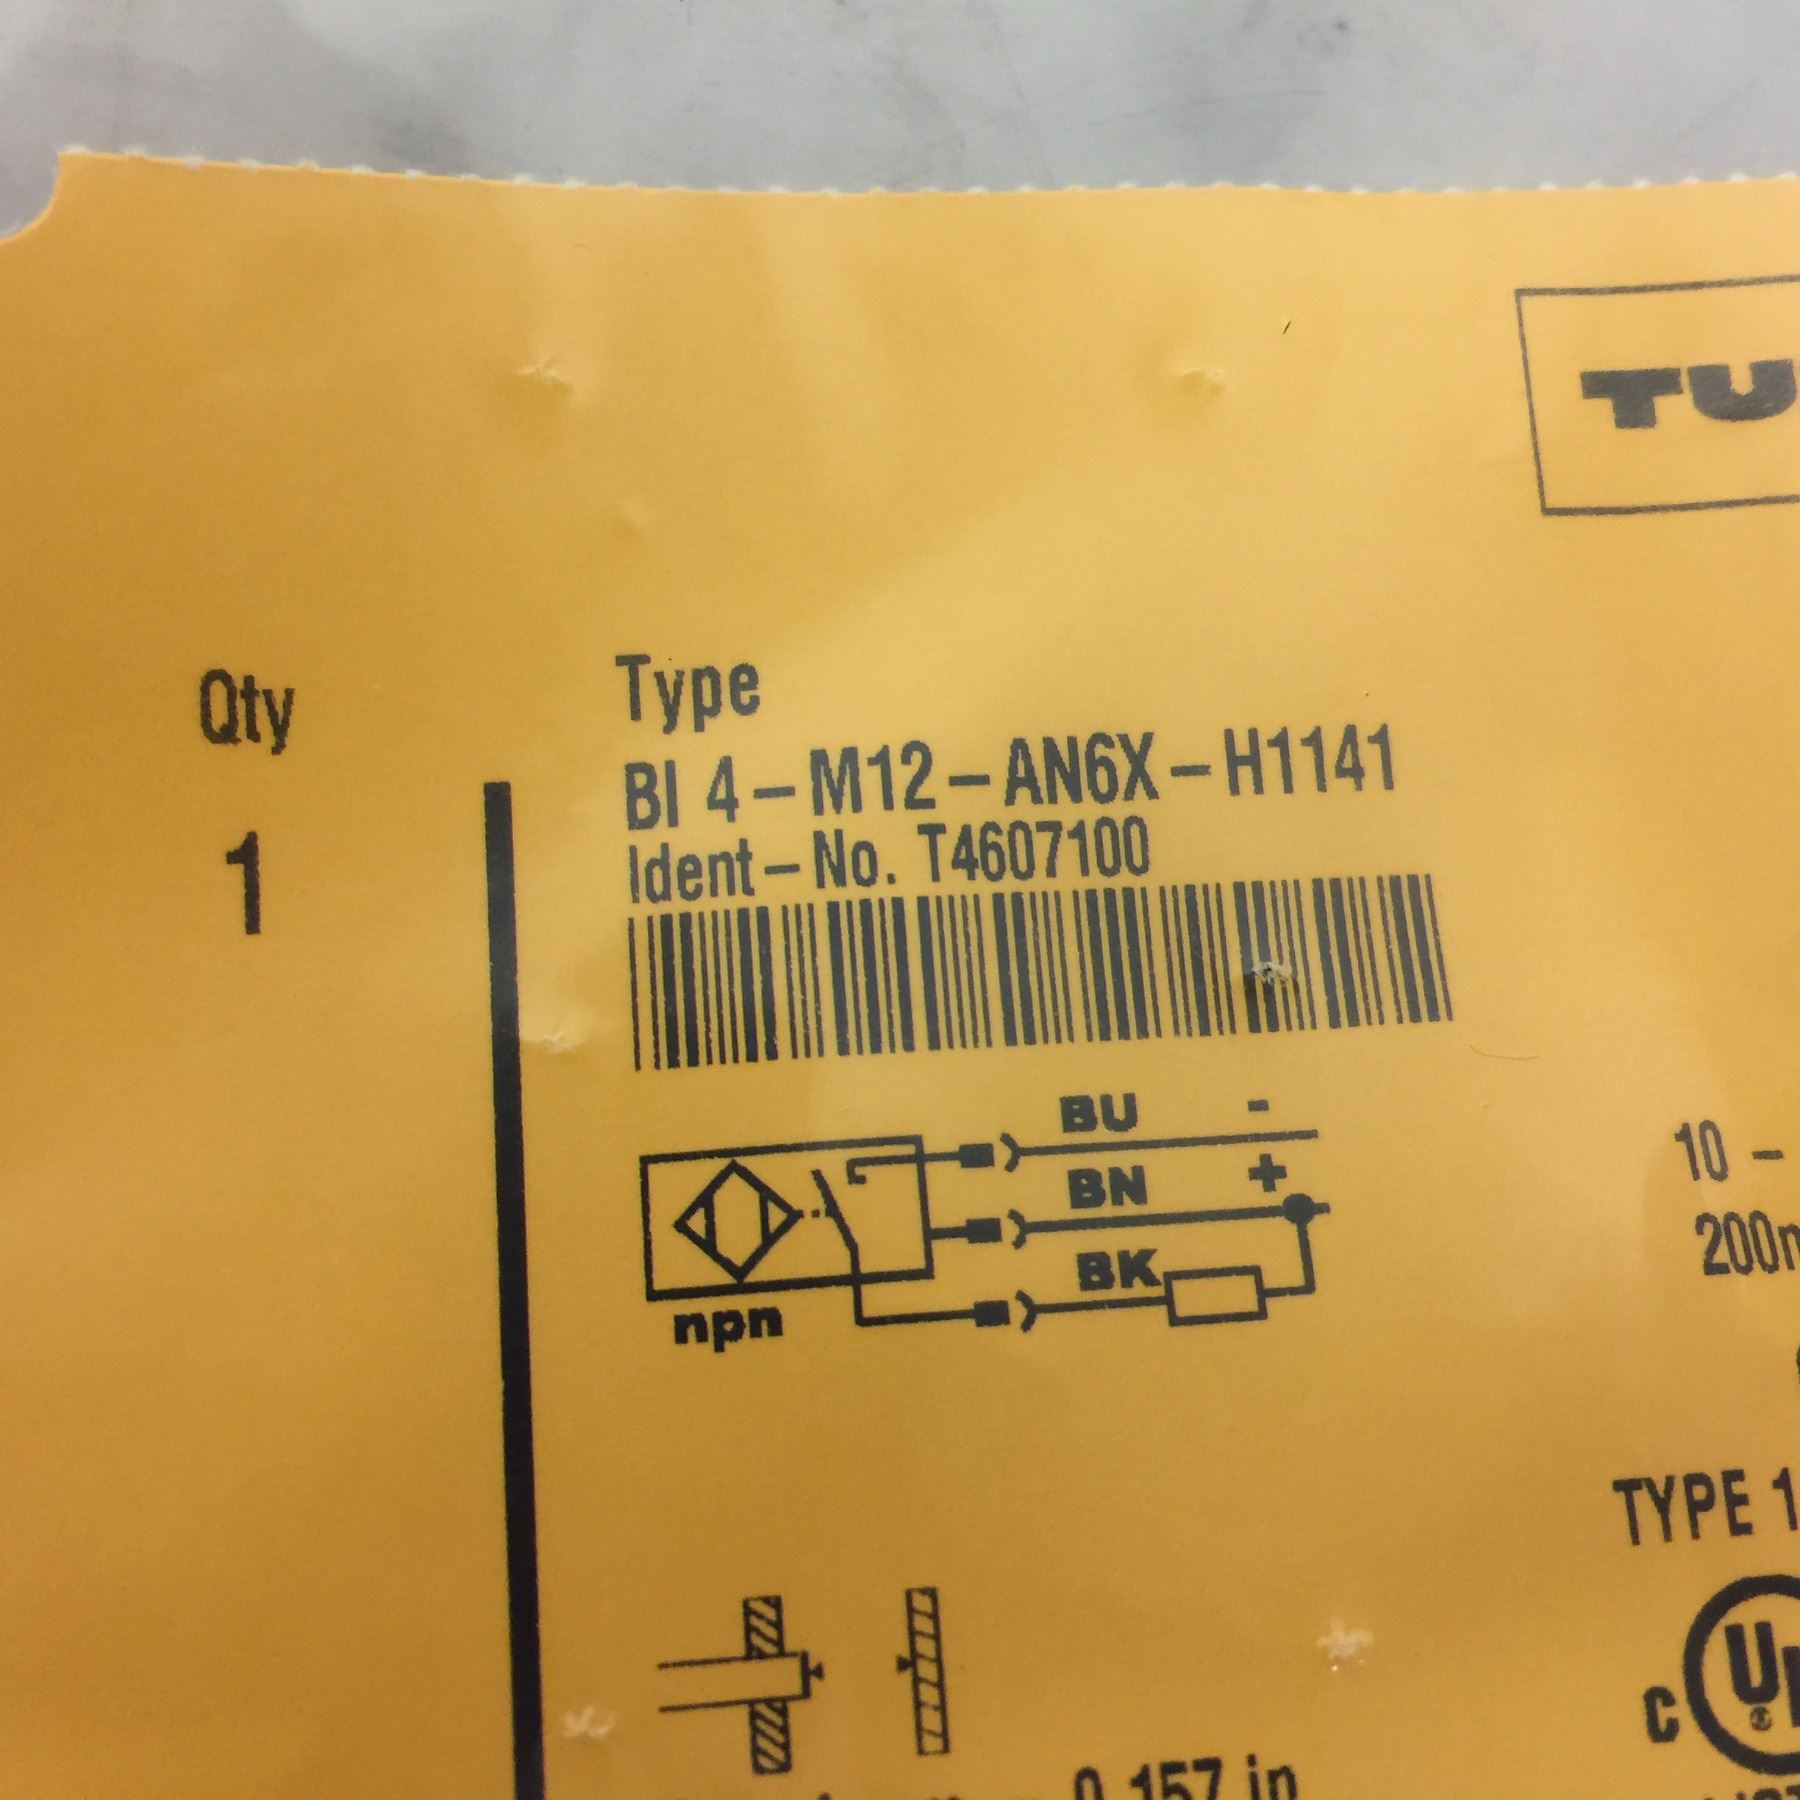 TU
Qty
Type
1
BI 4-M12-AN6X-H1141
Ident-No. T4607100
BU -
BN +
BK
npn
10 -
200m
TYPE 1
C UL ®
0.157 in